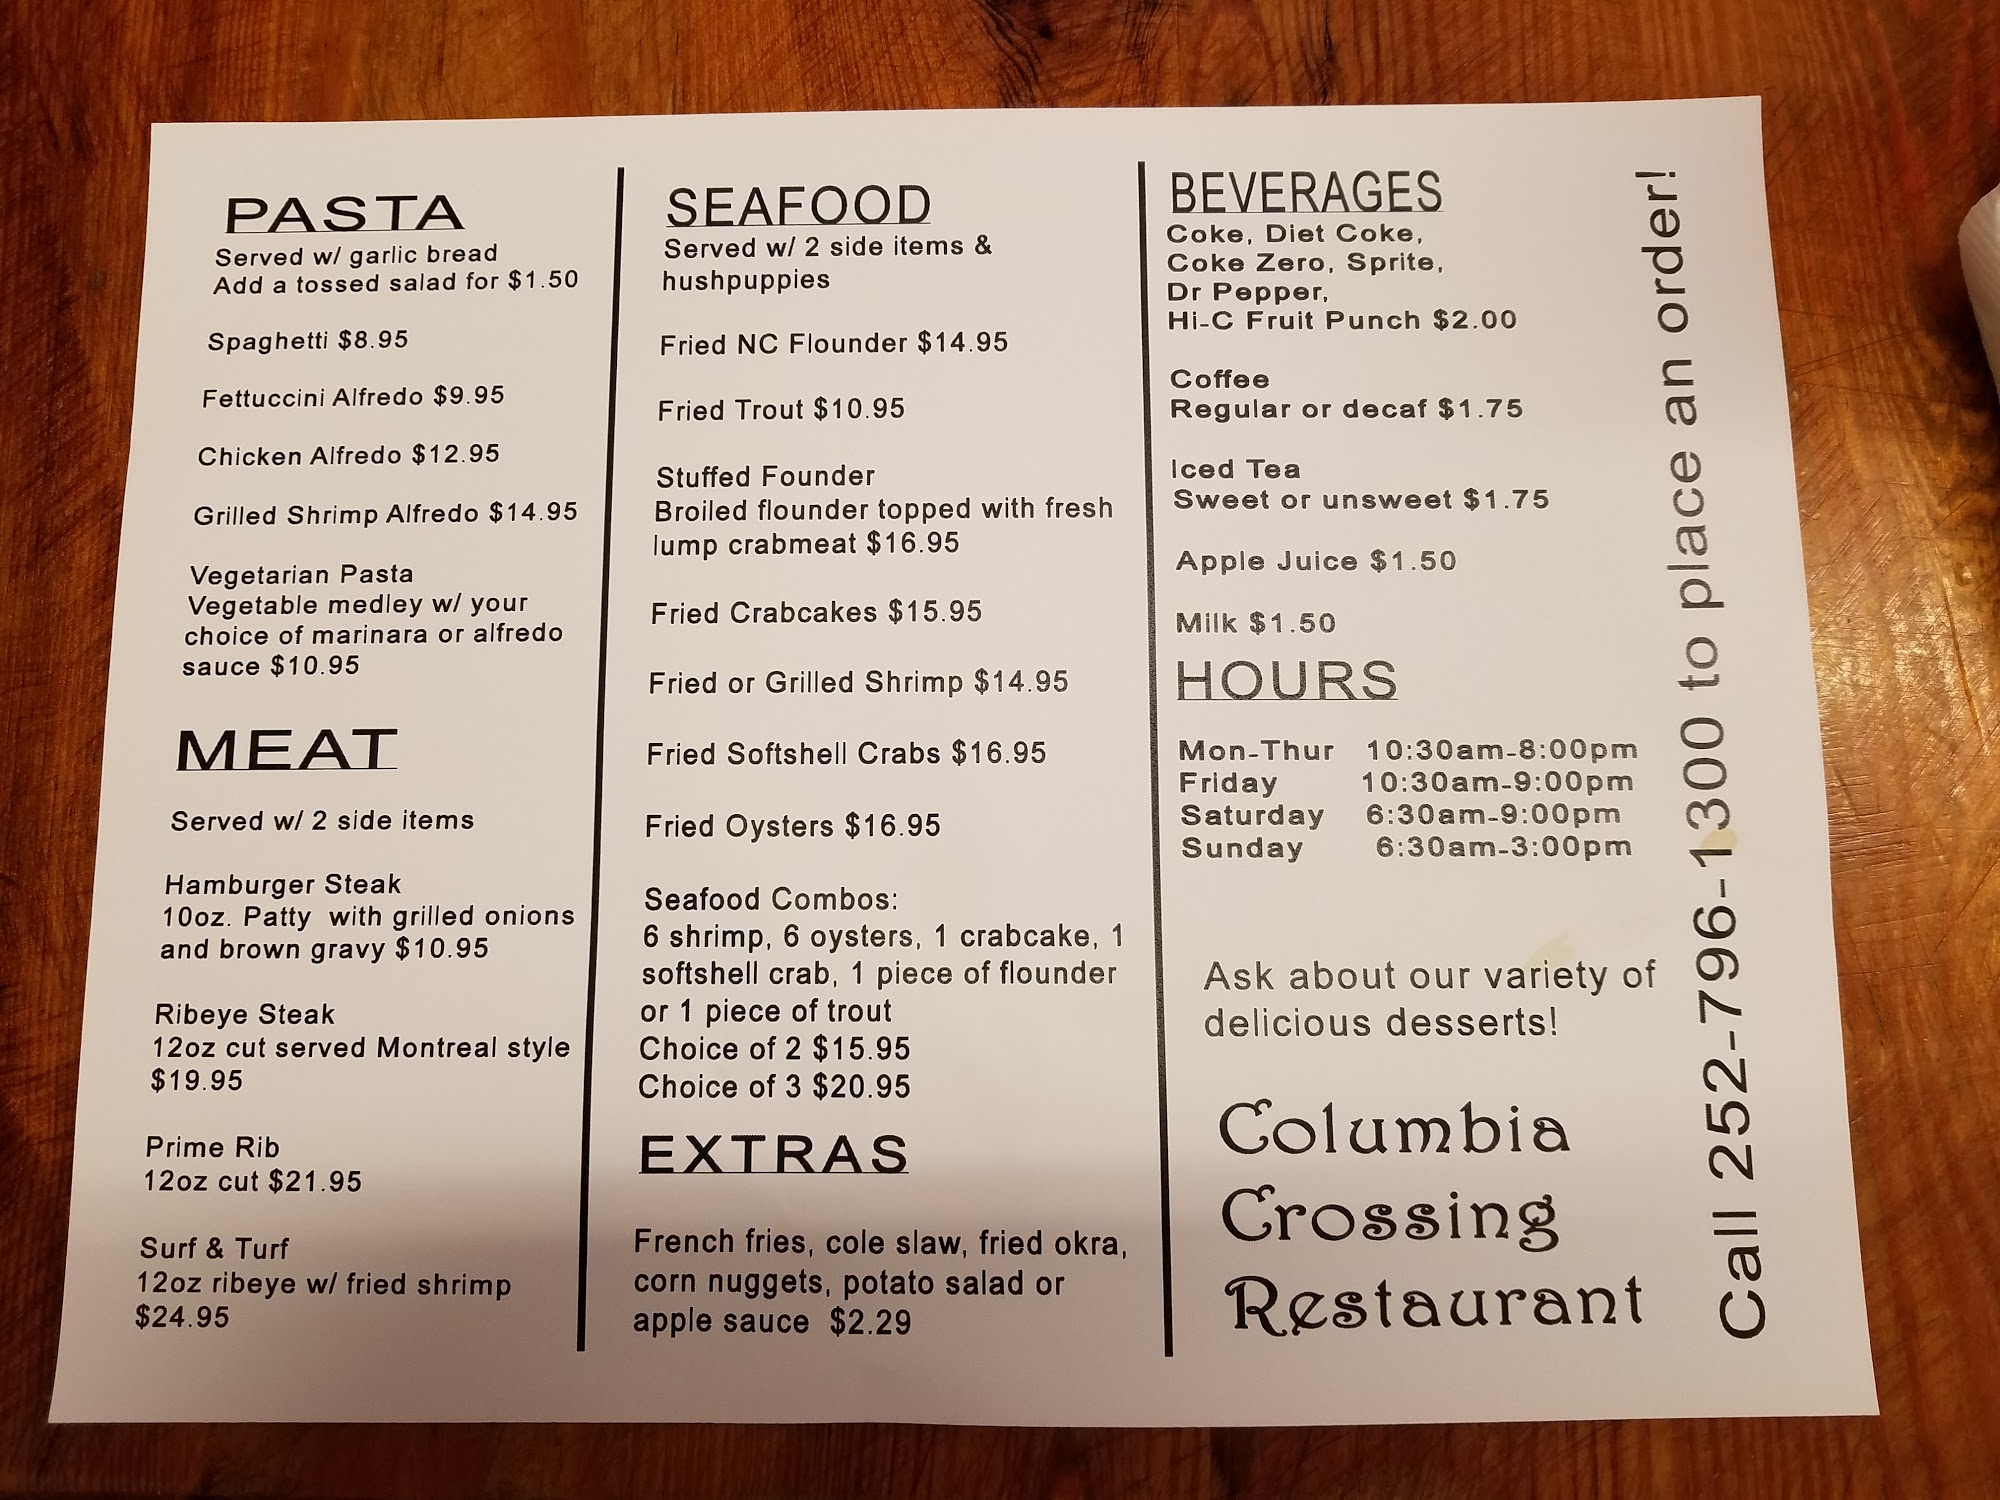 PASTA
Served w/ garlic bread
Add a tossed salad for $1.50
Spaghetti $8.95
Fettuccini Alfredo $9.95
Chicken Alfredo $12.95
Grilled Shrimp Alfredo $14.95
Vegetarian Pasta
Vegetable medley w/ your
choice of marinara or alfredo
sauce $10.95
MEAT
Served w/ 2 side items
Hamburger Steak
10oz. Patty  with grilled onions
and brown gravy $10.95
Ribeye Steak
12oz cut served Montreal style
$19.95
Prime Rib
12oz cut $21.95
Surf & Turf
12oz ribeye w/ fried shrimp
$24.95
SEAFOOD
Served w/ 2 side items &
hushpuppies
Fried NC Flounder $14.95
Fried Trout $10.95
Stuffed Founder
Broiled flounder topped with fresh
lump crabmeat $16.95
Fried Crabcakes $15.95
Fried or Grilled Shrimp $14.95
Fried Softshell Crabs $16.95
Fried Oysters $16.95
Seafood Combos:
6 shrimp, 6 oysters, 1 crabcake, 1
softshell crab, 1 piece of flounder
or 1 piece of trout
Choice of 2 $15.95
Choice of 3 $20.95
EXTRAS
French fries, cole slaw, fried okra,
corn nuggets, potato salad or
apple sauce  $2.29
BEVERAGES
Coke, Diet Coke,
Coke Zero, Sprite,
Dr Pepper,
Hi-C Fruit Punch $2.00
Coffee
Regular or decaf $1.75
Iced Tea
Sweet or unsweet $1.75
Apple Juice $1.50
Milk $1.50
HOURS
Mon-Thur 10:30am-8:00pm
Friday 10:30am-9:00pm
Saturday 6:30am-9:00pm
Sunday 6:30am-3:00pm
Ask about our variety of
delicious desserts!
Columbia
Crossing
Restaurant
Call 252-796-1300 to place an order!